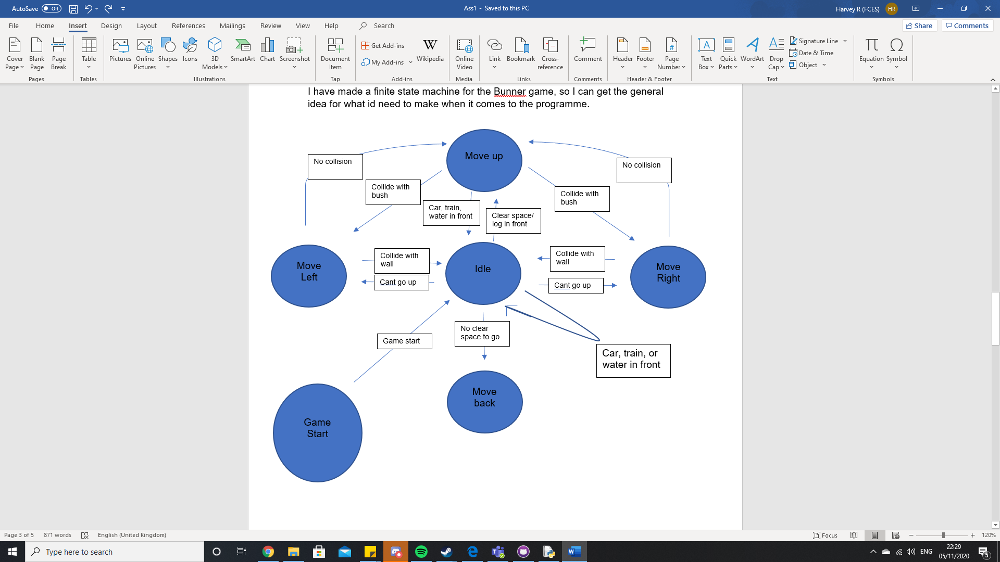 AutoSave Off
Ass1 - Saved to this PC
Harvey R (FCES) HR
File Home Insert Design Layout References Mailings Review View Help Search
Share Comments
Cover Page
Blank Page
Page Break
Pages
Table
Tables
Pictures
Online Pictures
Shapes
Icons
3D Models
SmartArt
Chart
Screenshot
Illustrations
Document Item
Tap
Get Add-ins
My Add-ins
W
Wikipedia
Add-ins
Online Video
Media
Link
Bookmark
Cross-reference
Links
Comment
Comments
Header
Footer
# Page Number
Header & Footer
A Text Box
Quick Parts
A WordArt
A Drop Cap
Signature Line
Date & Time
Object
Text
π Equation
Ω Symbol
Symbols
I have made a finite state machine for the Bunner game, so I can get the general
idea for what id need to make when it comes to the programme.
Move up
No collision
No collision
Collide with
bush
Collide with
bush
Car, train,
water in front
Clear space/
log in front
Move
Left
Collide with
wall
Cant go up
Idle
Collide with
wall
Cant go up
Move
Right
Game start
No clear
space to go
Car, train, or
water in front
Move
back
Game
Start
Page 3 of 5 871 words English (United Kingdom)
Focus
120%
Type here to search
W
ENG
22:29
05/11/2020
5